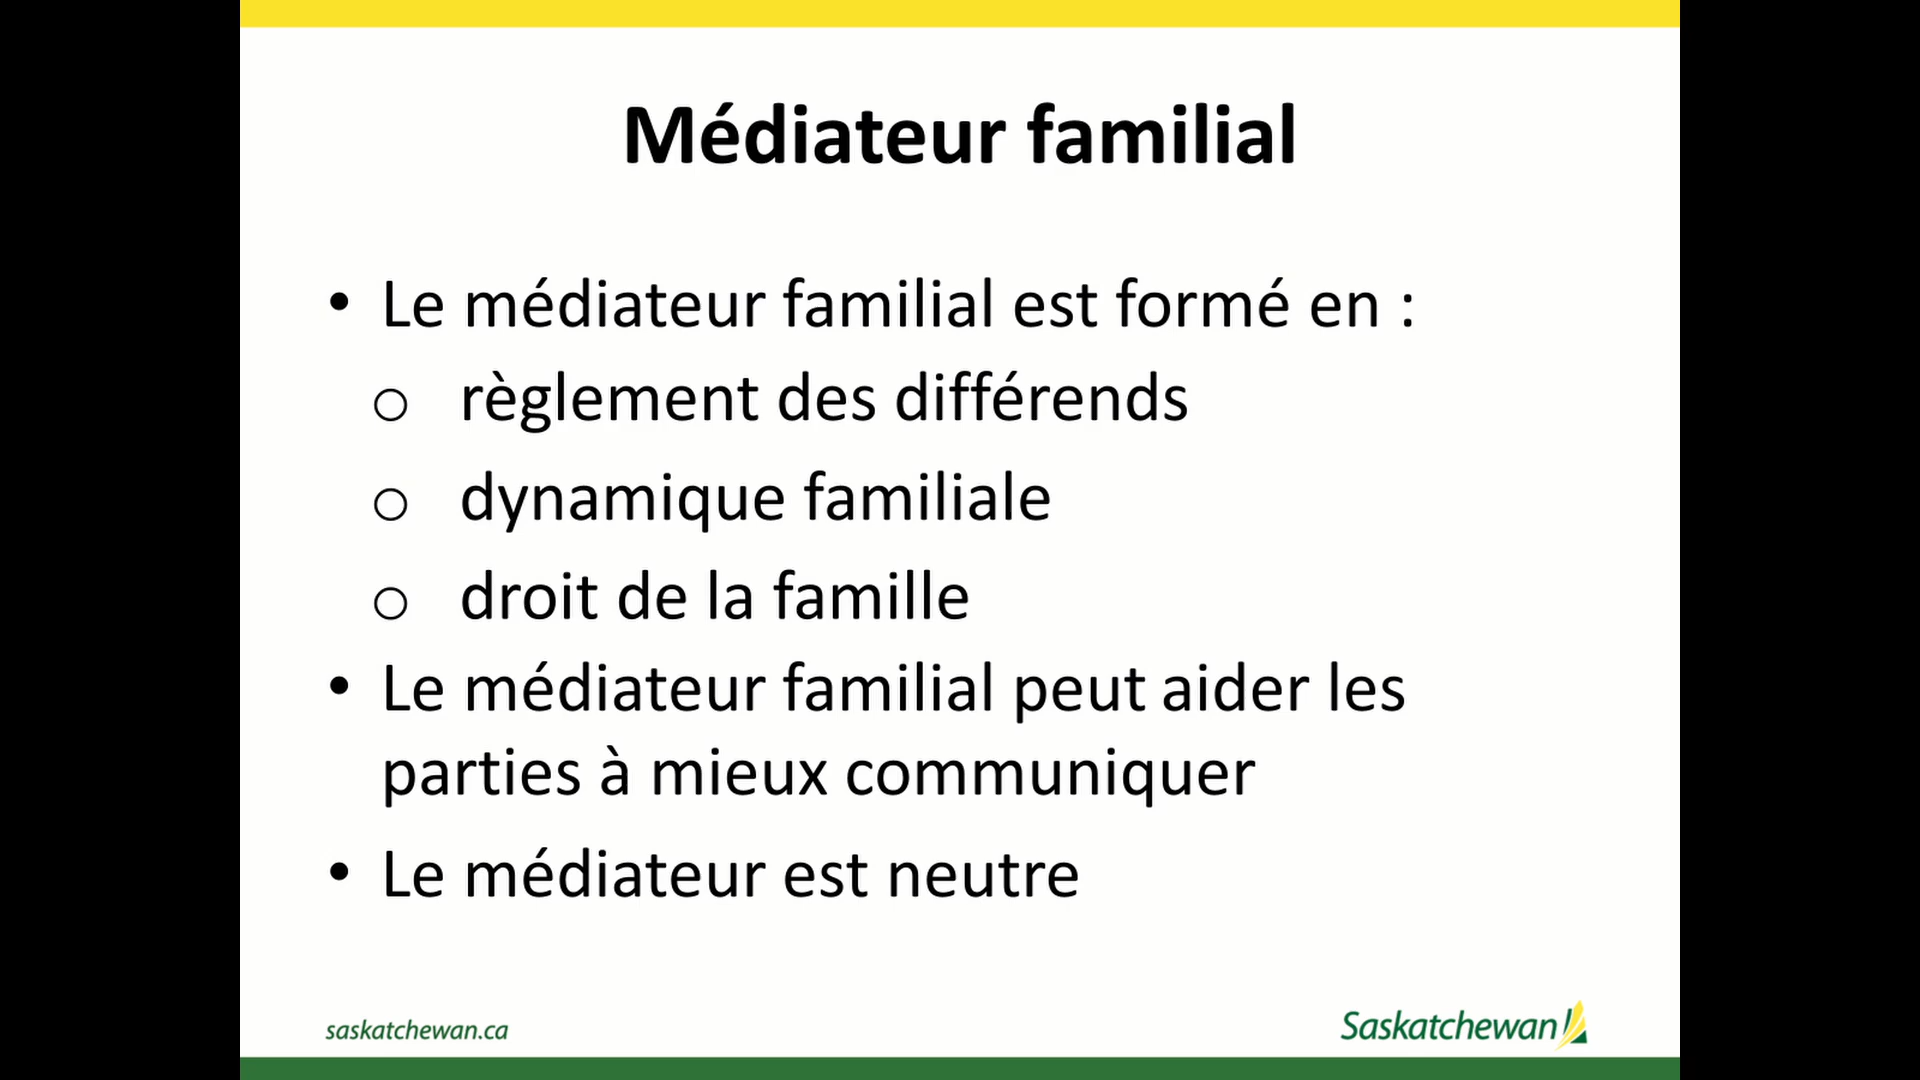 Médiateur familial
• Le médiateur familial est formé en :
o règlement des différends
o dynamique familiale
o droit de la famille
• Le médiateur familial peut aider les
parties à mieux communiquer
• Le médiateur est neutre
saskatchewan.ca
Saskatchewan